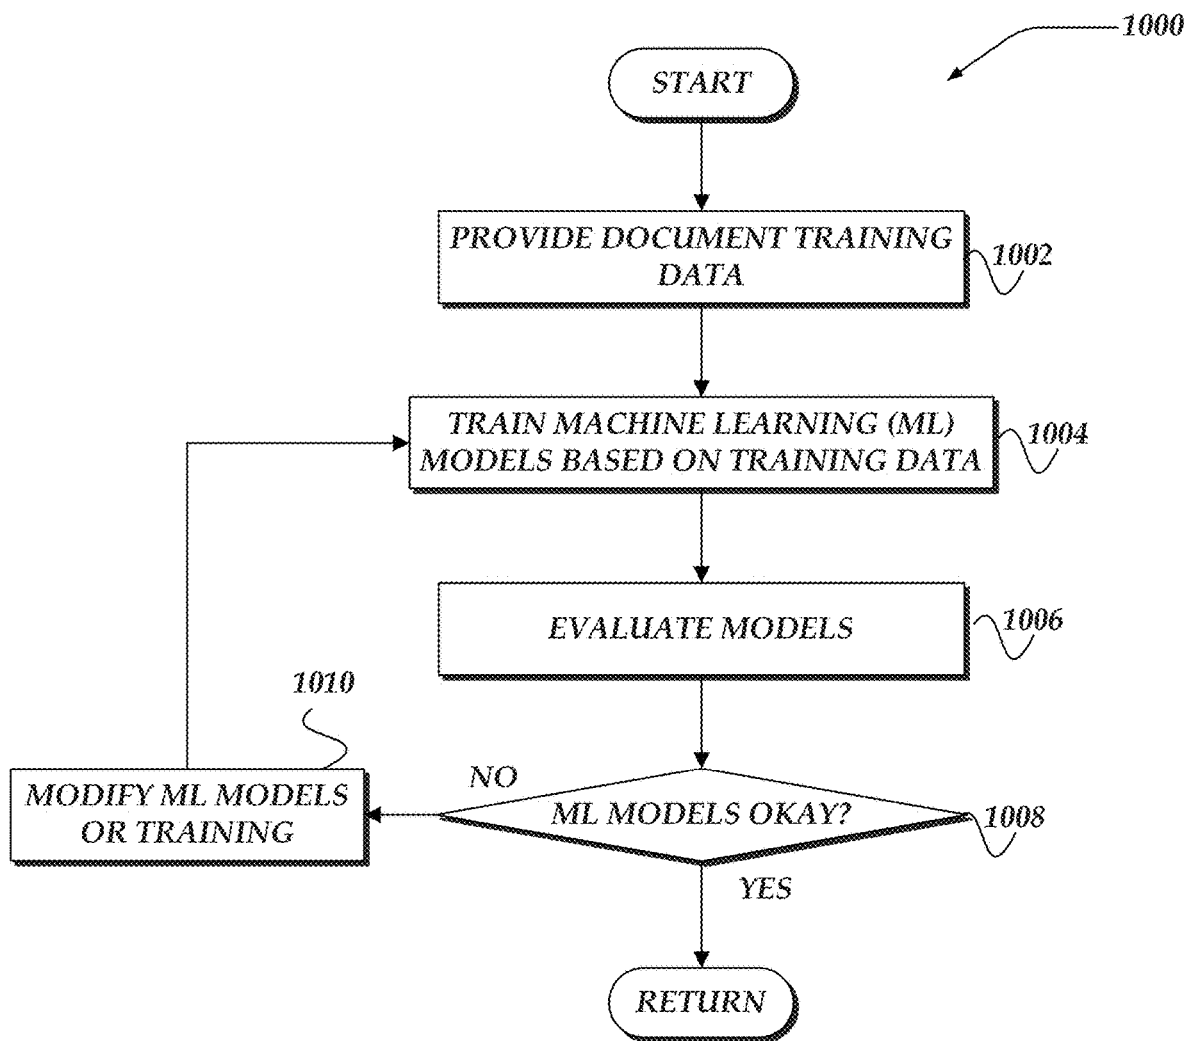 1000
START
PROVIDE DOCUMENT TRAINING
DATA
1002
TRAIN MACHINE LEARNING (ML)
MODELS BASED ON TRAINING DATA
1004
EVALUATE MODELS
1006
1010
MODIFY ML MODELS
OR TRAINING
NO
ML MODELS OKAY?
1008
YES
RETURN